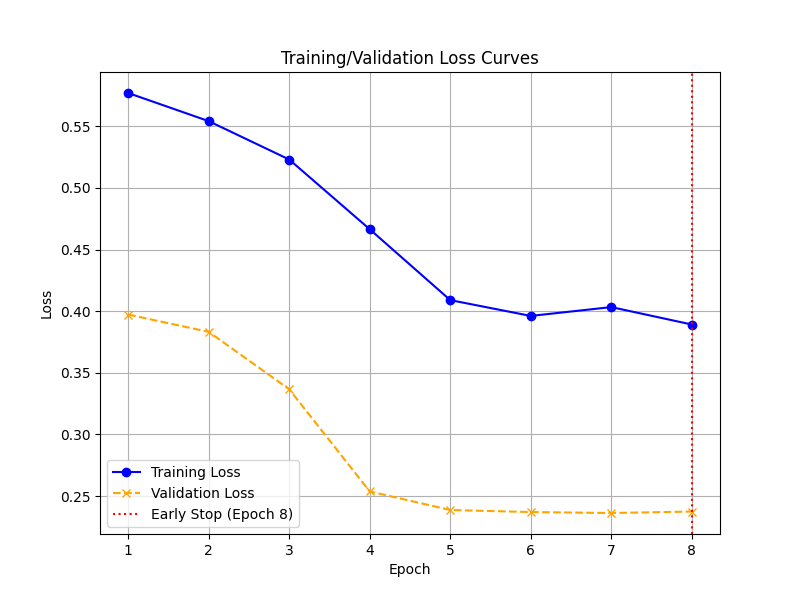 Training/Validation Loss Curves
Loss
0.55
0.50
0.45
0.40
0.35
0.30
0.25
Training Loss
Validation Loss
Early Stop (Epoch 8)
1 2 3 4 5 6 7 8
Epoch